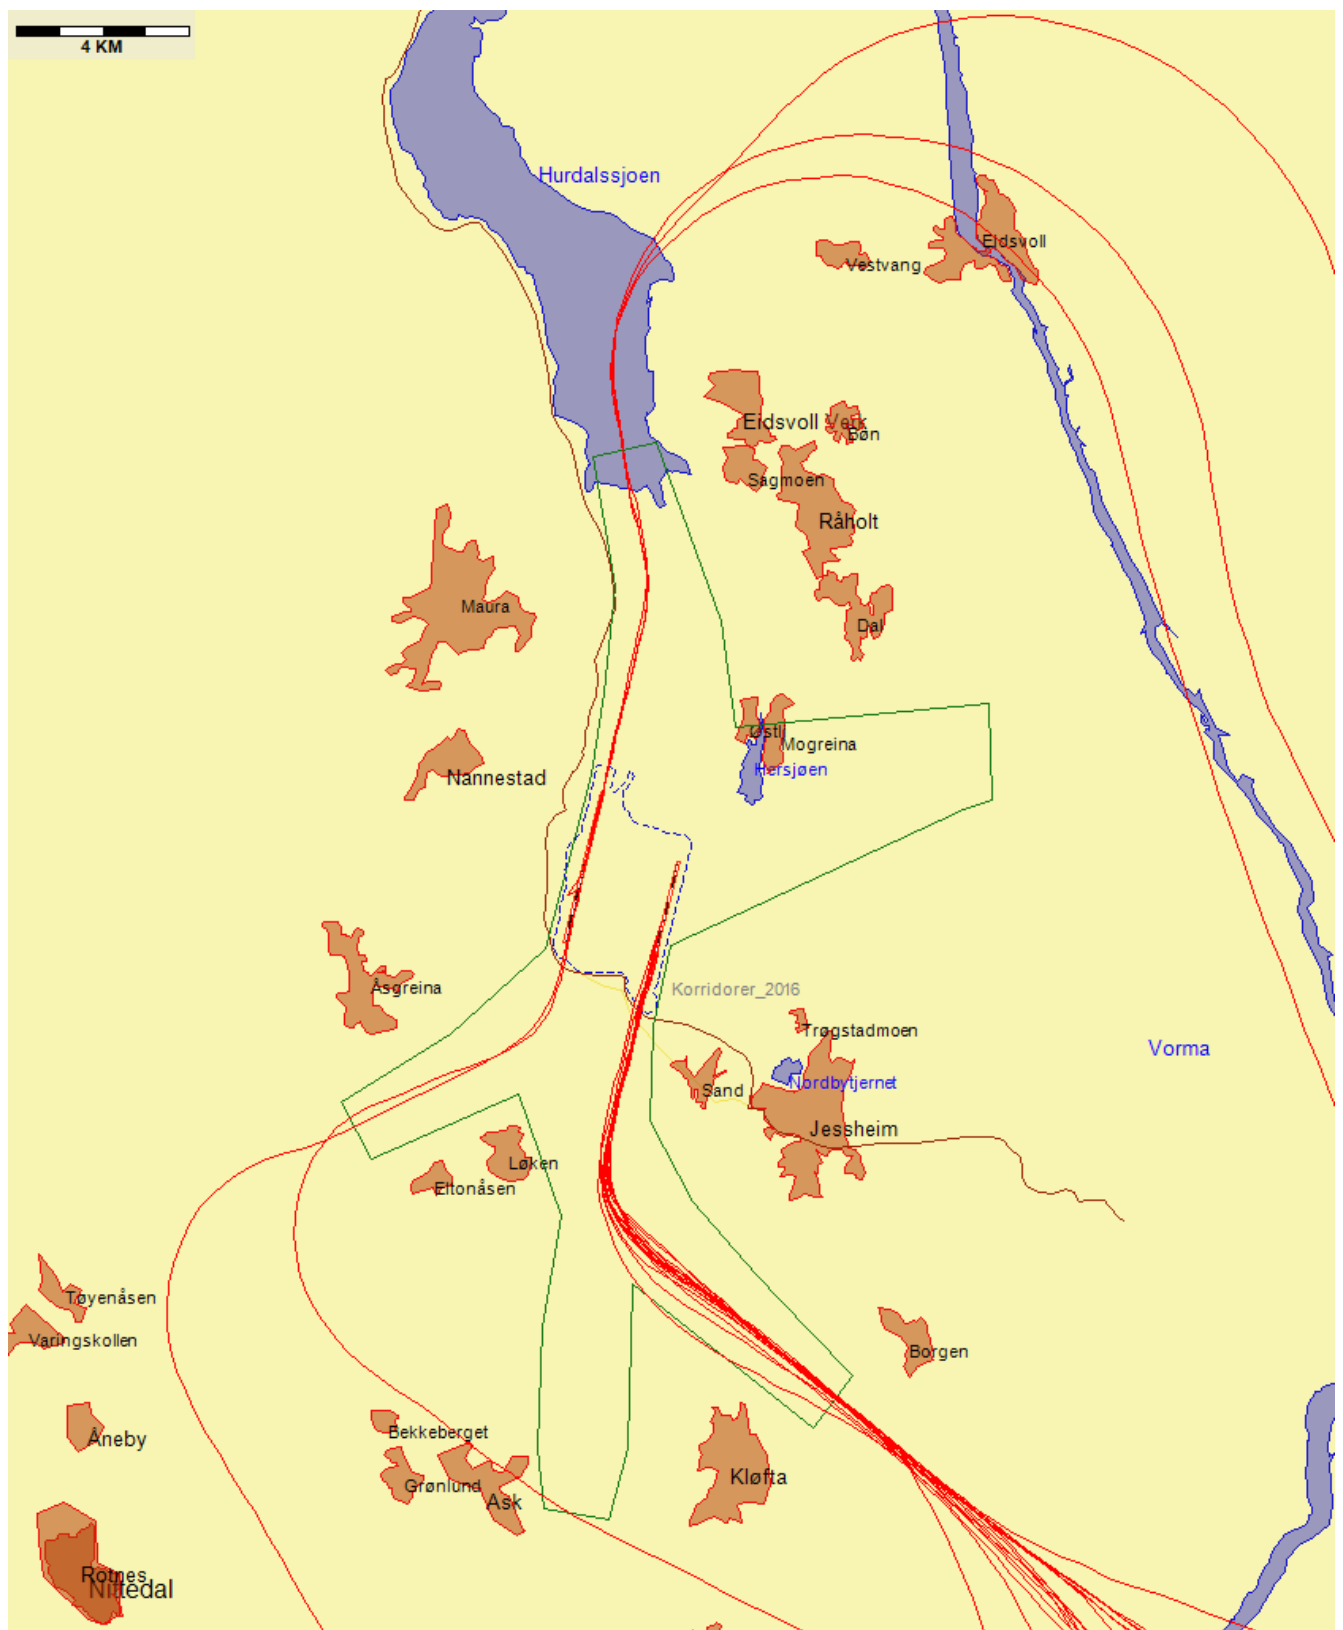 4 KM
Hurdalssjoen
Eidsvoll
Vestvang
Eidsvoll Verk
Bøn
Sagmoen
Råholt
Maura
Dal
Østli
Mogreina
Hersjøen
Nannestad
Åsgreina
Korridorer_2016
Trøgstadmoen
Vorma
Nordbytjernet
Sand
Jessheim
Løken
Eltonåsen
Tøyenåsen
Varingskollen
Borgen
Bekkeberget
Åneby
Kløfta
Grønlund
Ask
Rotnes
Nittedal